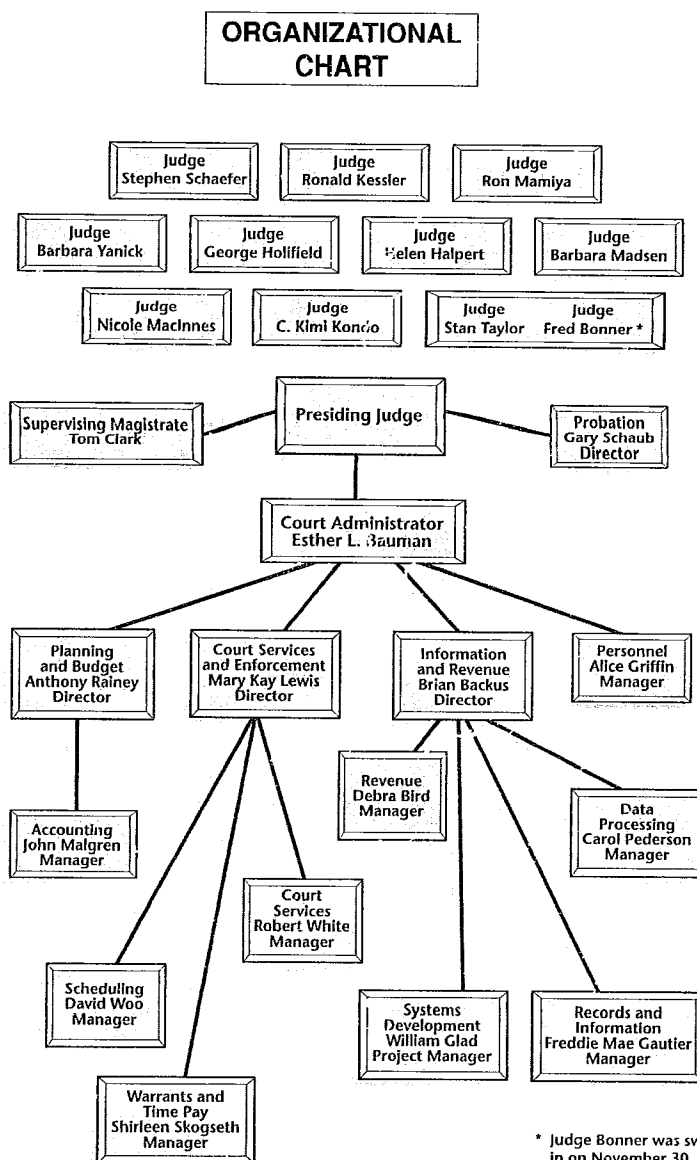 ORGANIZATIONAL
CHART
Judge
Stephen Schaefer
Judge
Ronald Kessler
Judge
Ron Mamiya
Judge
Barbara Yanick
Judge
George Holifield
Judge
Helen Halpert
Judge
Barbara Madsen
Judge
Nicole MacInnes
Judge
C. Kimi Kondo
Judge
Stan Taylor
Judge
Fred Bonner *
Supervising Magistrate
Tom Clark
Presiding Judge
Probation
Gary Schaub
Director
Court Administrator
Esther L. Bauman
Planning
and Budget
Anthony Rainey
Director
Court Services
and Enforcement
Mary Kay Lewis
Director
Information
and Revenue
Brian Backus
Director
Personnel
Alice Griffin
Manager
Revenue
Debra Bird
Manager
Accounting
John Malgren
Manager
Data
Processing
Carol Pederson
Manager
Court
Services
Robert White
Manager
Scheduling
David Woo
Manager
Systems
Development
William Glad
Project Manager
Records and
Information
Freddie Mae Gautier
Manager
Warrants and
Time Pay
Shirleen Skogseth
Manager
* Judge Bonner was
in on November 30